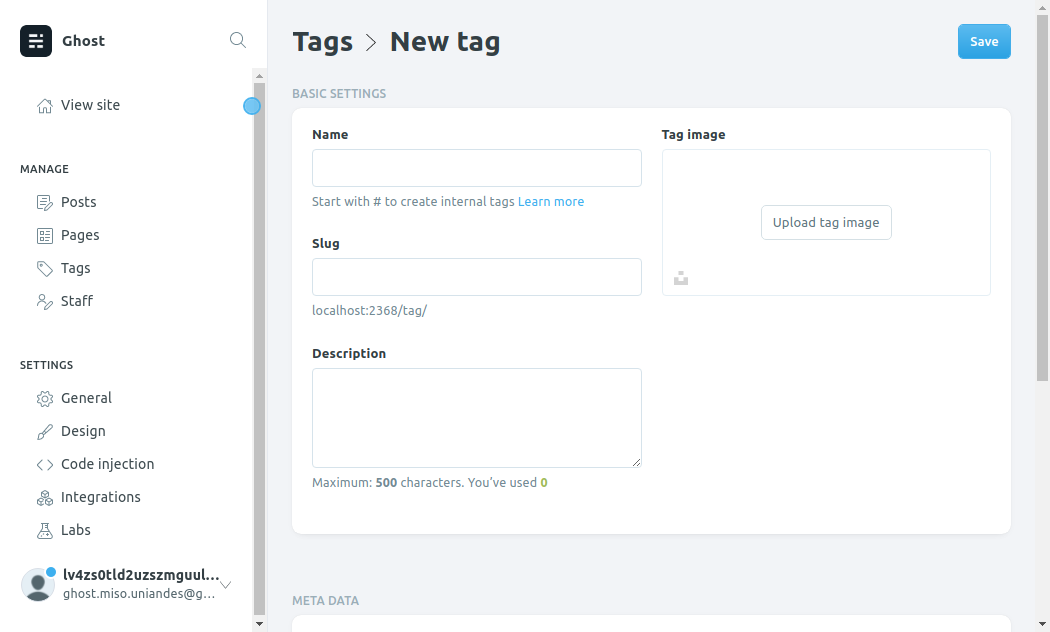 Ghost
View site
MANAGE
Posts
Pages
Tags
Staff
SETTINGS
General
Design
Code injection
Integrations
Labs
lv4zs0tld2uzszmguul...
ghost.miso.uniandes@g...
Tags > New tag
Save
BASIC SETTINGS
Name
Start with # to create internal tags Learn more
Slug
localhost:2368/tag/
Description
Maximum: 500 characters. You’ve used 0
Tag image
Upload tag image
META DATA